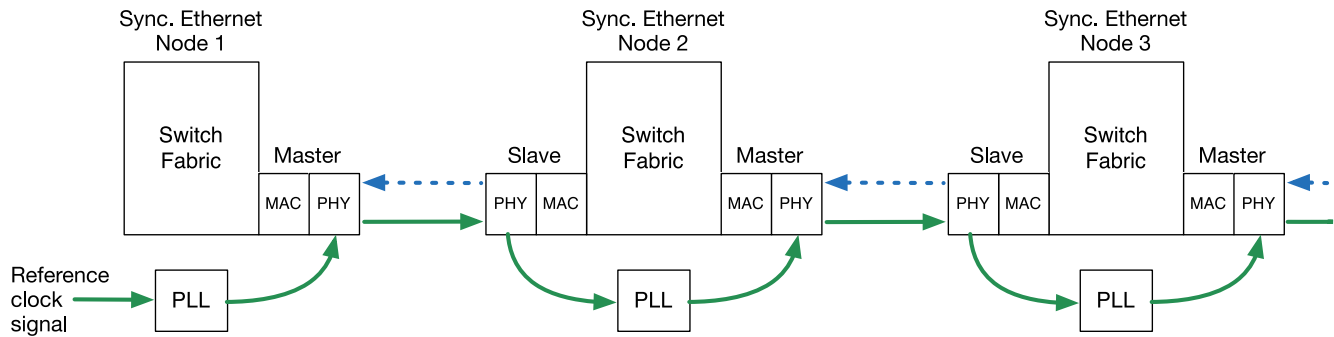 Sync. Ethernet
Node 1
Sync. Ethernet
Node 2
Sync. Ethernet
Node 3
Switch
Fabric
Master
MAC
PHY
Slave
PHY
MAC
Switch
Fabric
Master
MAC
PHY
Slave
PHY
MAC
Switch
Fabric
Master
MAC
PHY
Reference
clock
signal
PLL
PLL
PLL